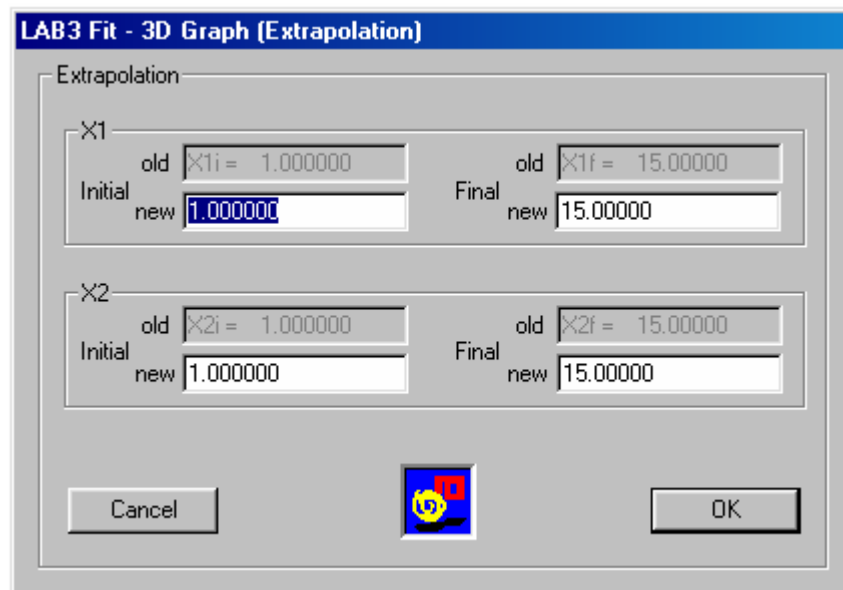 LAB3 Fit - 3D Graph (Extrapolation)
Extrapolation
X1
old X1i = 1.000000 old X1f = 15.00000
Initial Final
new 1.000000 new 15.00000
X2
old X2i = 1.000000 old X2f = 15.00000
Initial Final
new 1.000000 new 15.00000
Cancel OK